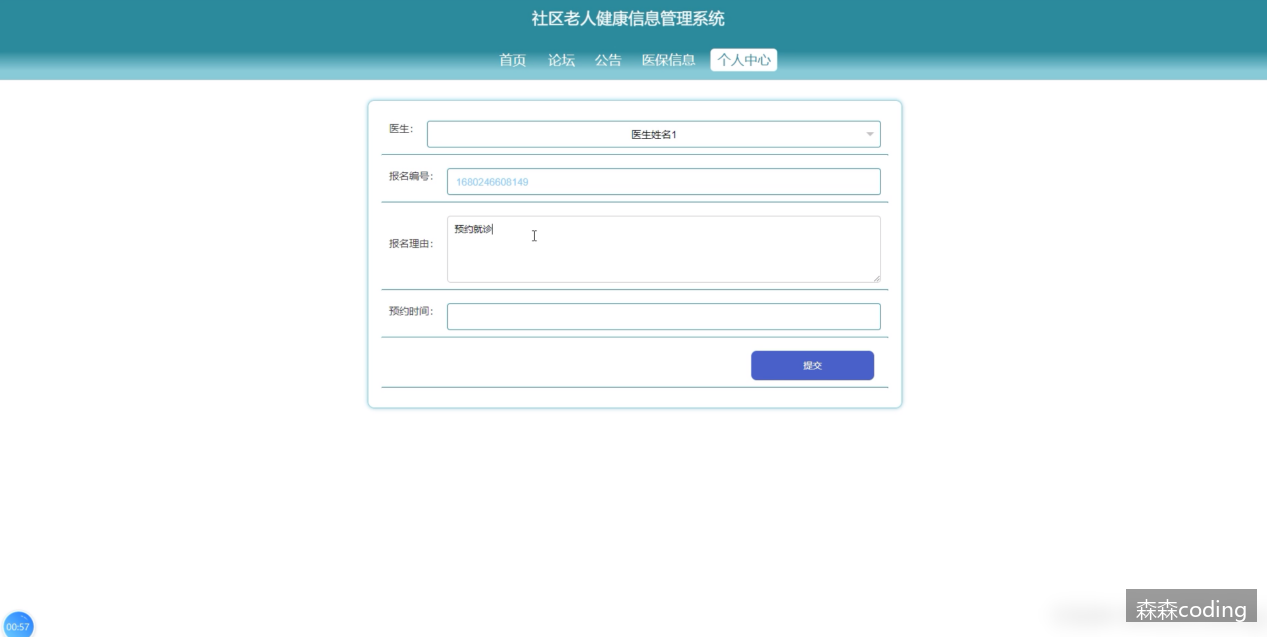 社区老人健康信息管理系统
首页 论坛 公告 医保信息 个人中心
医生: 医生姓名1
报名编号: 1680246608149
报名理由: 预约就诊
预约时间:
提交
森森coding
00:57